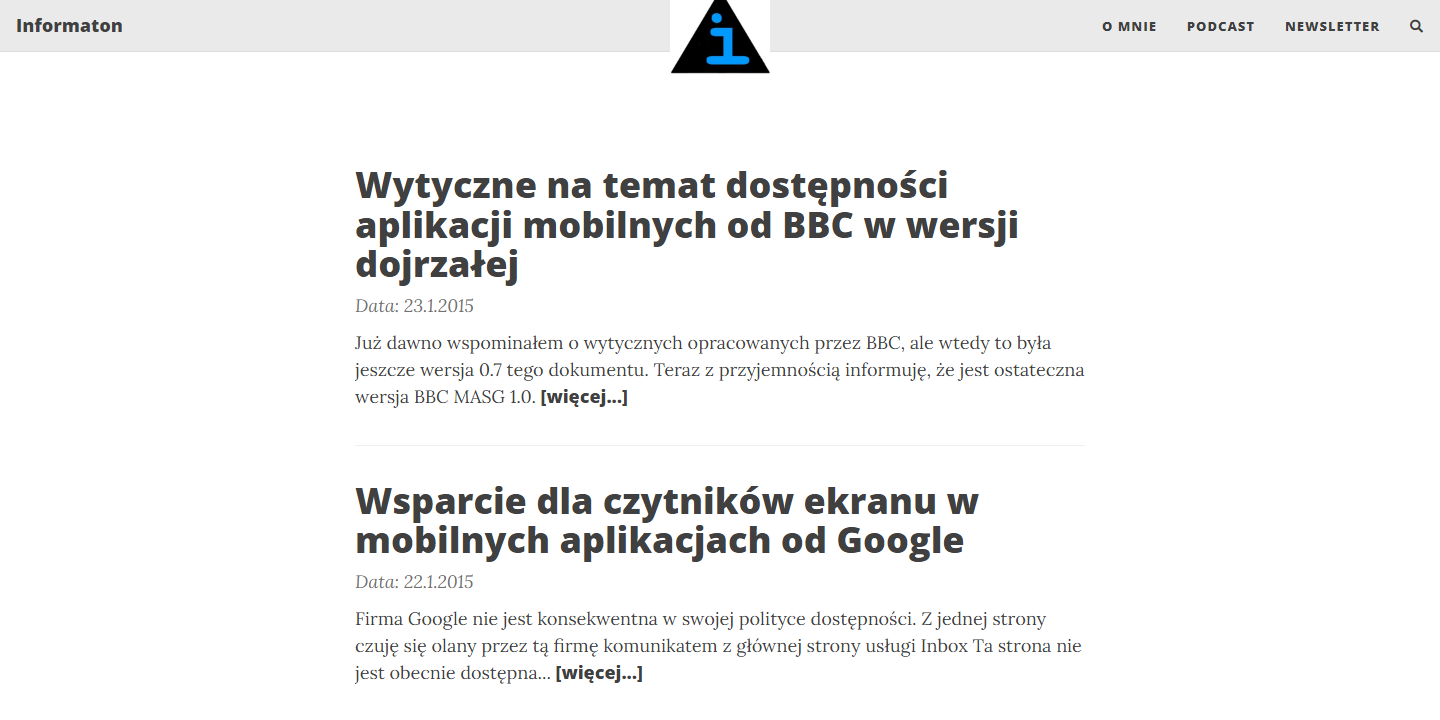 Informaton
i
O MNIE
PODCAST
NEWSLETTER
Wytyczne na temat dostępności
aplikacji mobilnych od BBC w wersji
dojrzałej
Data: 23.1.2015
Już dawno wspominałem o wytycznych opracowanych przez BBC, ale wtedy to była
jeszcze wersja 0.7 tego dokumentu. Teraz z przyjemnością informuję, że jest ostateczna
wersja BBC MASG 1.0. [więcej...]
Wsparcie dla czytników ekranu w
mobilnych aplikacjach od Google
Data: 22.1.2015
Firma Google nie jest konsekwentna w swojej polityce dostępności. Z jednej strony
czuję się olany przez tą firmę komunikatem z głównej strony usługi Inbox Ta strona nie
jest obecnie dostępna... [więcej...]